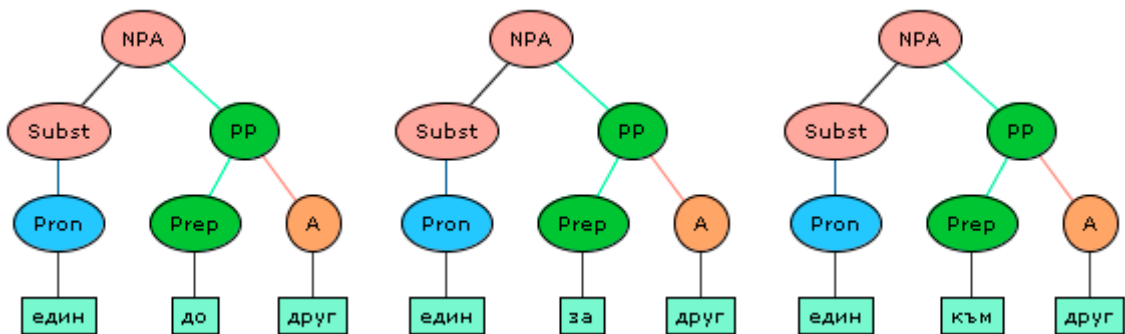 NPA NPA NPA
Subst PP Subst PP Subst PP
Pron Prep A Pron Prep A Pron Prep A
един до друг един за друг един към друг